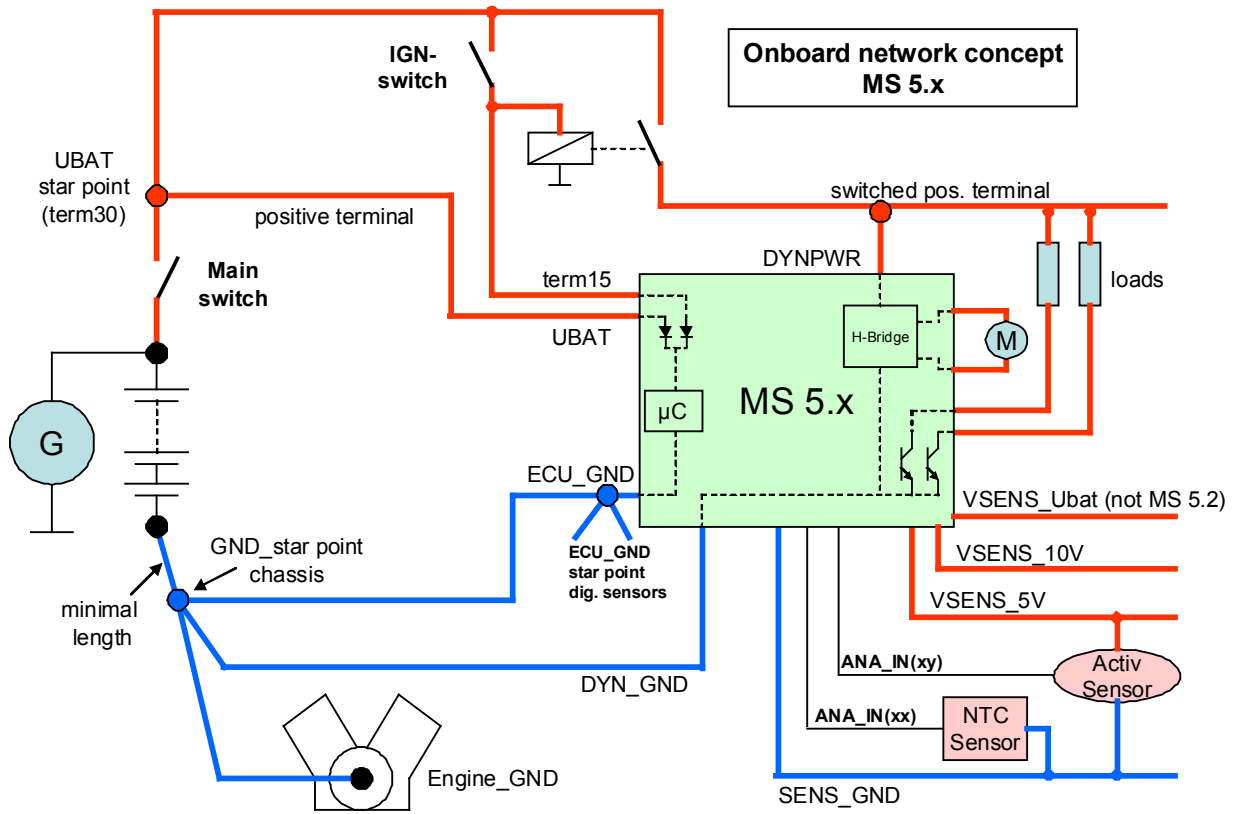 Onboard network concept
MS 5.x
IGN-
switch
UBAT
star point
(term30)
positive terminal
switched pos. terminal
Main
switch
term15
DYNPWR
loads
UBAT
H-Bridge
M
µC
MS 5.x
G
ECU_GND
VSENS_Ubat (not MS 5.2)
GND_star point
chassis
ECU_GND
star point
dig. sensors
VSENS_10V
minimal
length
VSENS_5V
DYN_GND
ANA_IN(xy)
Activ
Sensor
ANA_IN(xx)
NTC
Sensor
Engine_GND
SENS_GND